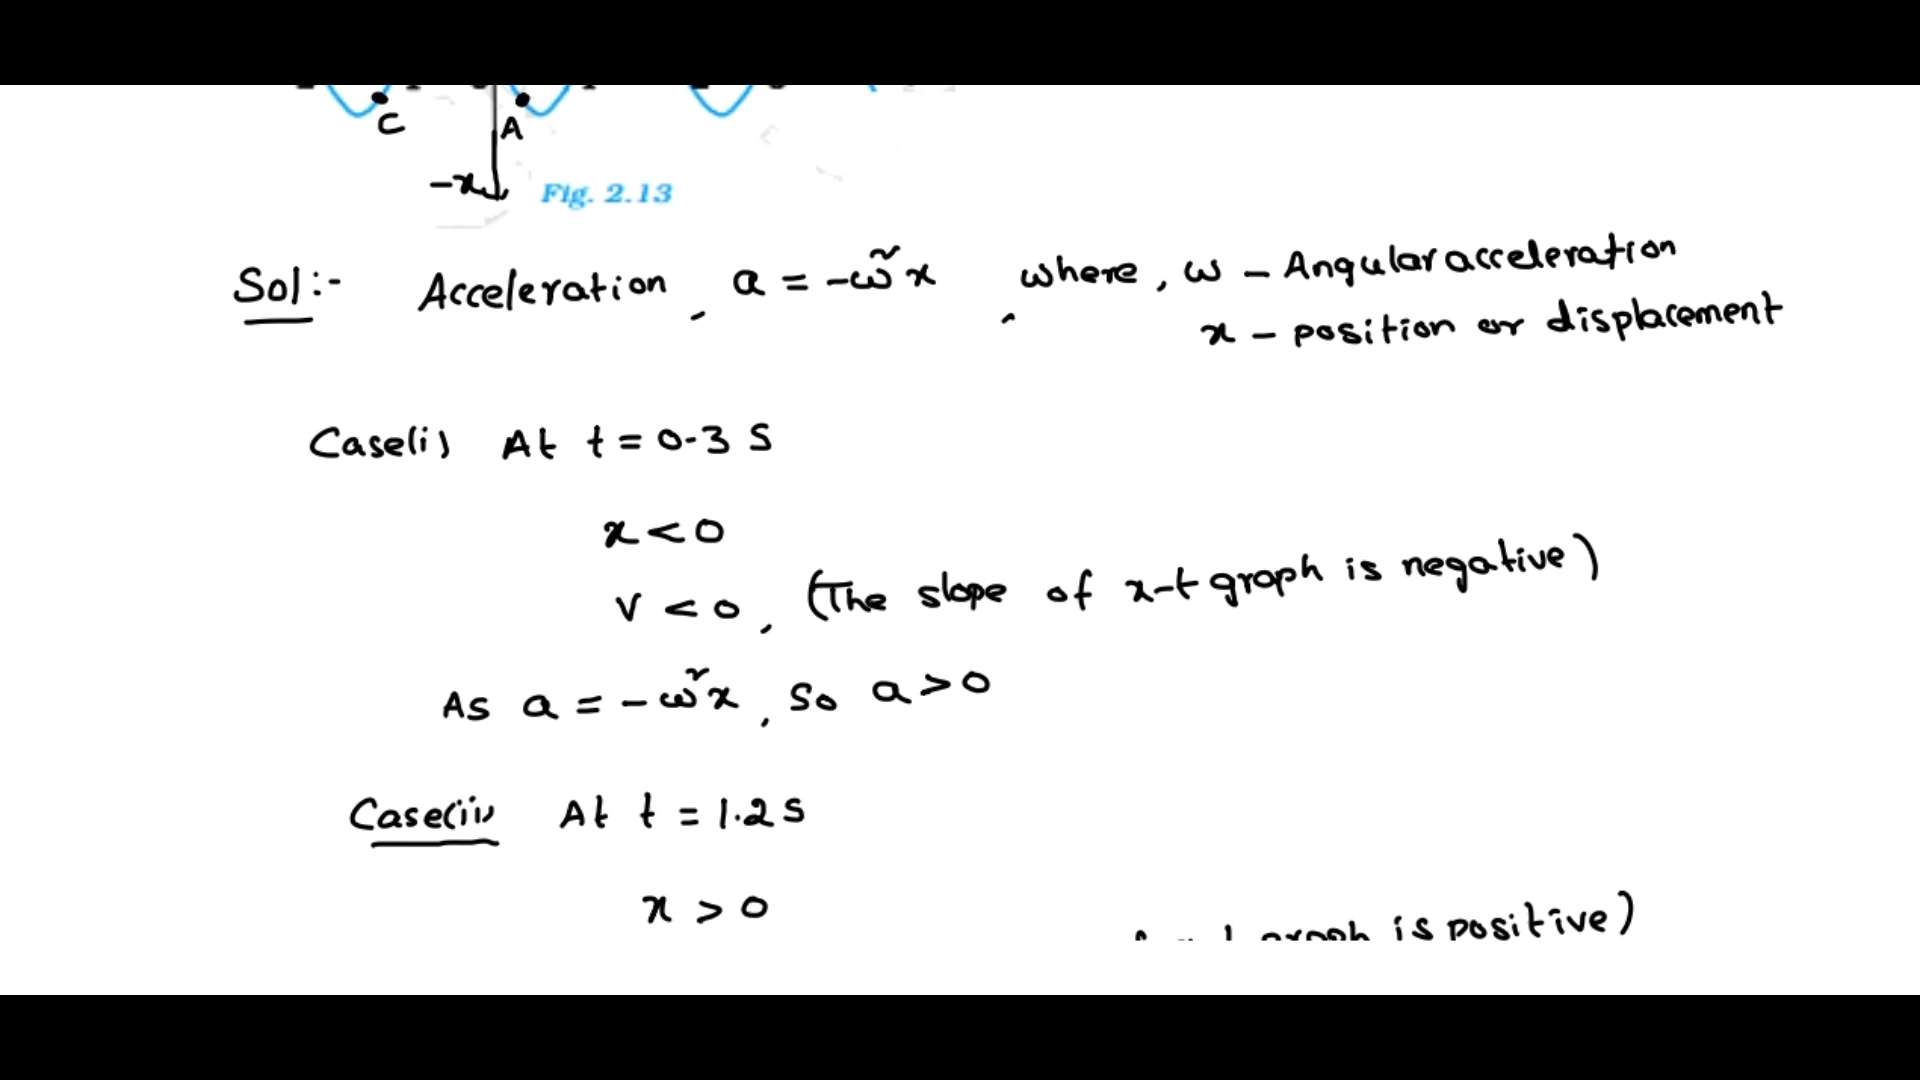 C
A
-x
Fig. 2.13
Sol:- Acceleration, a = -ω²x, where, ω - Angular acceleration
x - position or displacement
Case(i) At t = 0.3 S
x < 0
v < 0, (The slope of x-t graph is negative)
As a = -ω²x, So a > 0
Case(ii) At t = 1.2 S
x > 0
graph is positive)